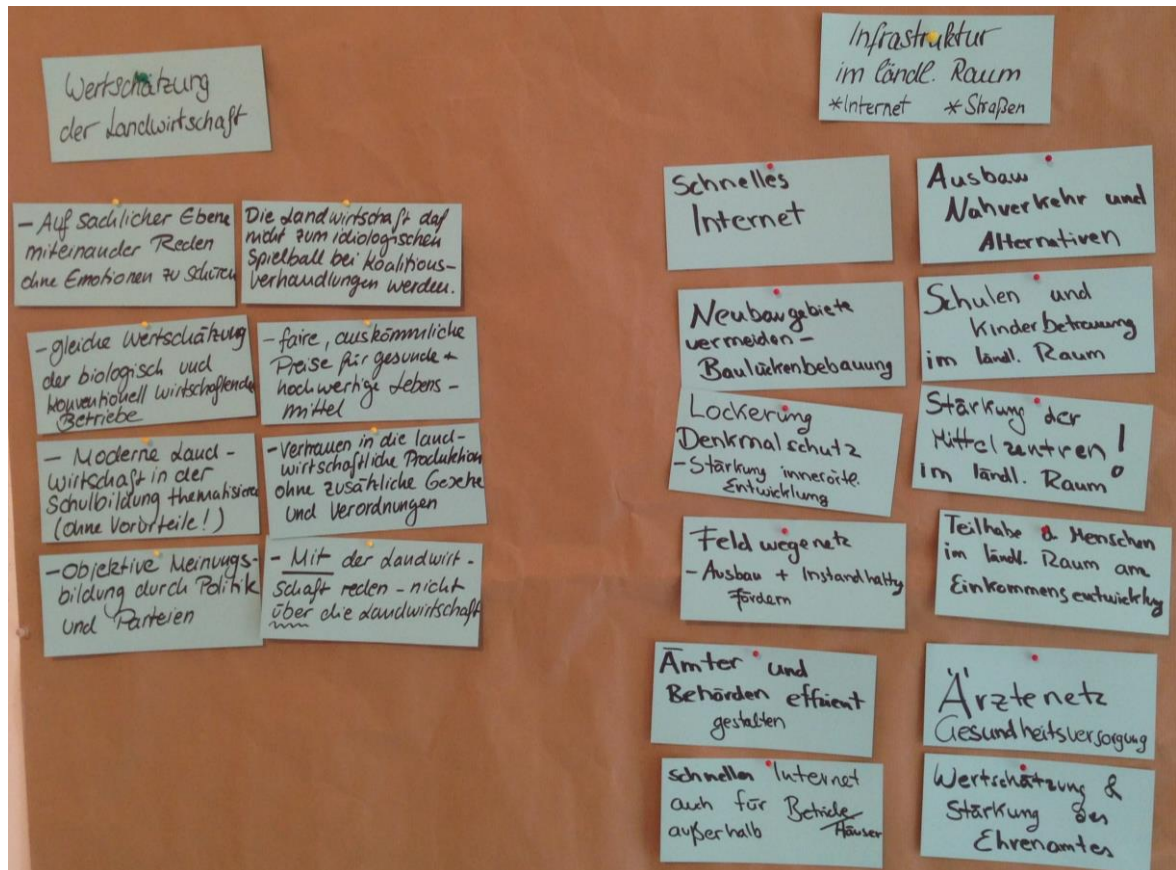 Wertschätzung
der Landwirtschaft
- Auf sachlicher Ebene
miteinander Reden
ohne Emotionen zu schüren
Die Landwirtschaft daf
nicht zum idiologischen
Spielball bei Koalitions-
verhandlungen werden.
- gleiche Wertschätzung
der biologisch und
konventionell wirtschaftenden
Betriebe
- faire, auskömmliche
Preise für gesunde +
hochwertige Lebens-
mittel
- Moderne Land-
wirtschaft in der
Schulbildung thematisieren
(ohne Vorurteile!)
- Vertrauen in die land-
wirtschaftliche Produktion
ohne zusätzliche Gesetze
und Verordnungen
- Objektive Meinungs-
bildung durch Politik
und Parteien
- Mit der Landwirt-
schaft reden - nicht
über die Landwirtschaft
Infrastruktur
im ländl. Raum
*Internet *Straßen
Schnelles
Internet
Ausbau
Nahverkehr und
Alternativen
Neubaugebiete
vermeiden -
Baulückenbebauung
Schulen und
Kinderbetreuung
im ländl. Raum
Lockerung
Denkmalschutz
- Stärkung inneröfftl.
Entwicklung
Stärkung der
Mittelzentren!
im ländl. Raum
Feldwegenetz
- Ausbau + Instandhaltg
fördern
Teilhabe d. Menschen
im ländl. Raum am
Einkommensentwicklung
Ämter und
Behörden effizient
gestalten
Ärztenetz
Gesundheitsversorgung
schnelles Internet
auch für Betriebe/Häuser
außerhalb
Wertschätzung &
Stärkung des
Ehrenamtes